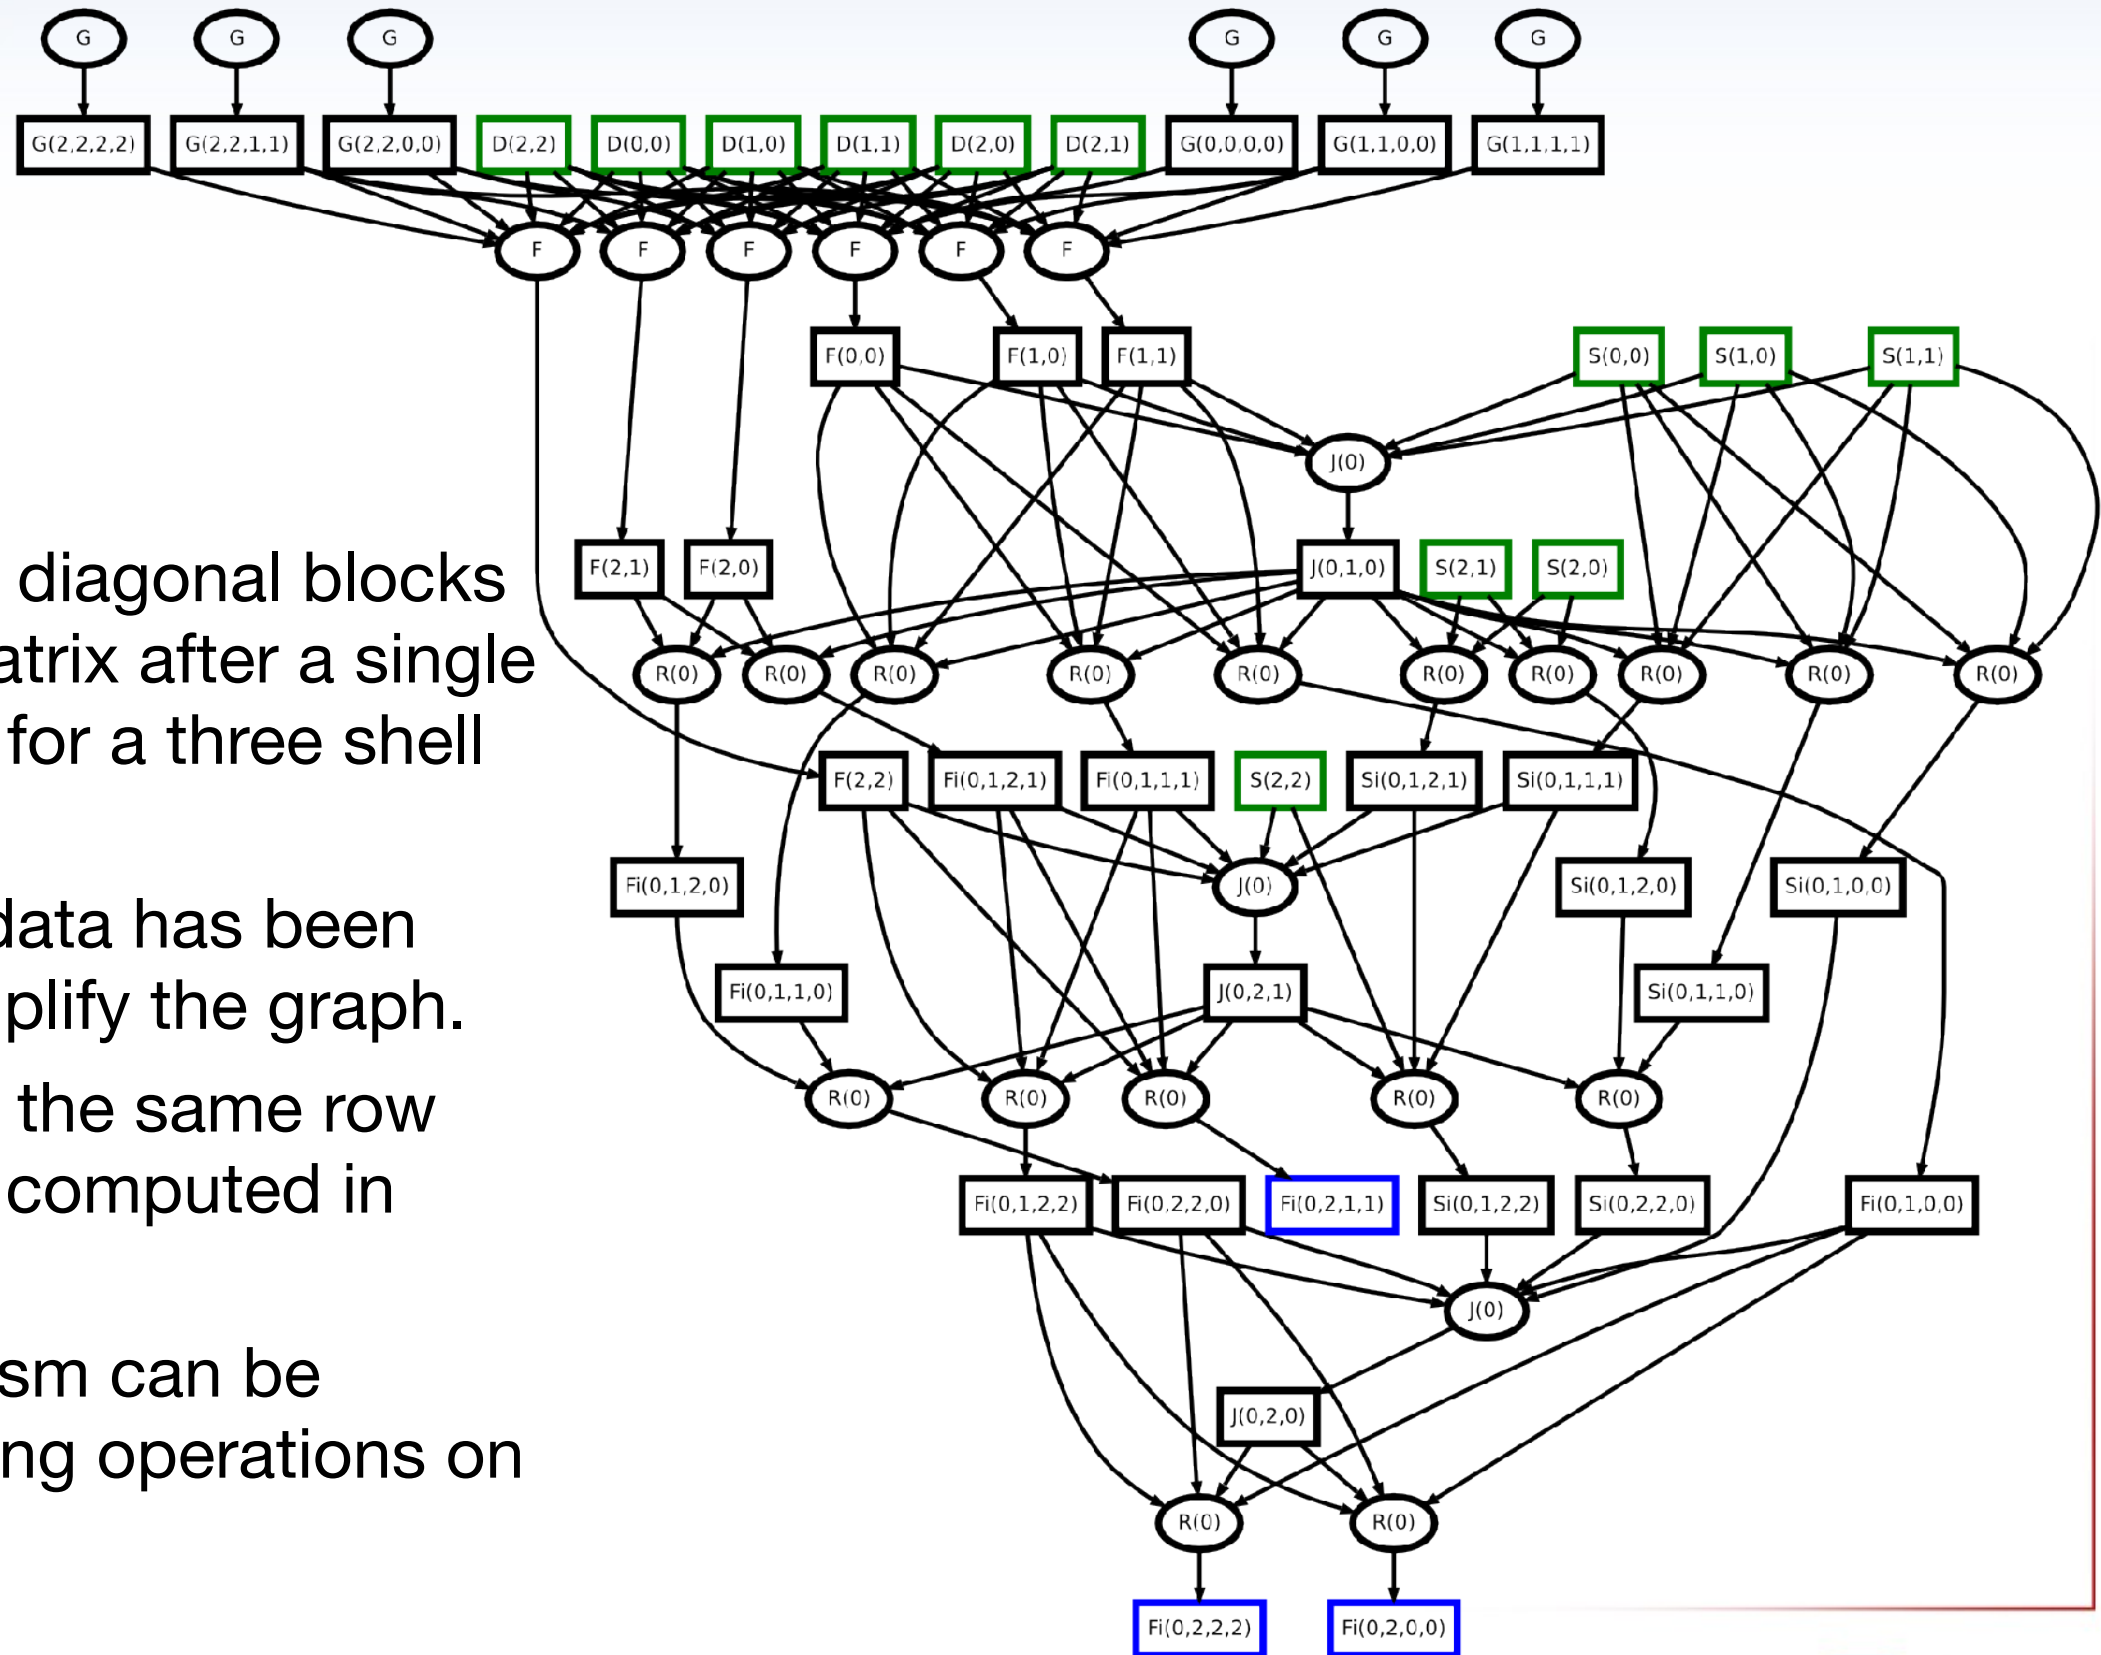 G G G G G G
G(2,2,2,2) G(2,2,1,1) G(2,2,0,0) D(2,2) D(0,0) D(1,0) D(1,1) D(2,0) D(2,1) G(0,0,0,0) G(1,1,0,0) G(1,1,1,1)
F F F F F F
F(0,0) F(1,0) F(1,1) S(0,0) S(1,0) S(1,1)
J(0)
F(2,1) F(2,0) J(0,1,0) S(2,1) S(2,0)
R(0) R(0) R(0) R(0) R(0) R(0) R(0) R(0) R(0) R(0)
F(2,2) Fi(0,1,2,1) Fi(0,1,1,1) S(2,2) Si(0,1,2,1) Si(0,1,1,1)
Fi(0,1,2,0) J(0) Si(0,1,2,0) Si(0,1,0,0)
Fi(0,1,1,0) J(0,2,1) Si(0,1,1,0)
R(0) R(0) R(0) R(0) R(0)
Fi(0,1,2,2) Fi(0,2,2,0) Fi(0,2,1,1) Si(0,1,2,2) Si(0,2,2,0) Fi(0,1,0,0)
J(0)
J(0,2,0)
R(0) R(0)
Fi(0,2,2,2) Fi(0,2,0,0)
diagonal blocks
atrix after a single
for a three shell
data has been
plify the graph.
the same row
computed in
sm can be
ng operations on